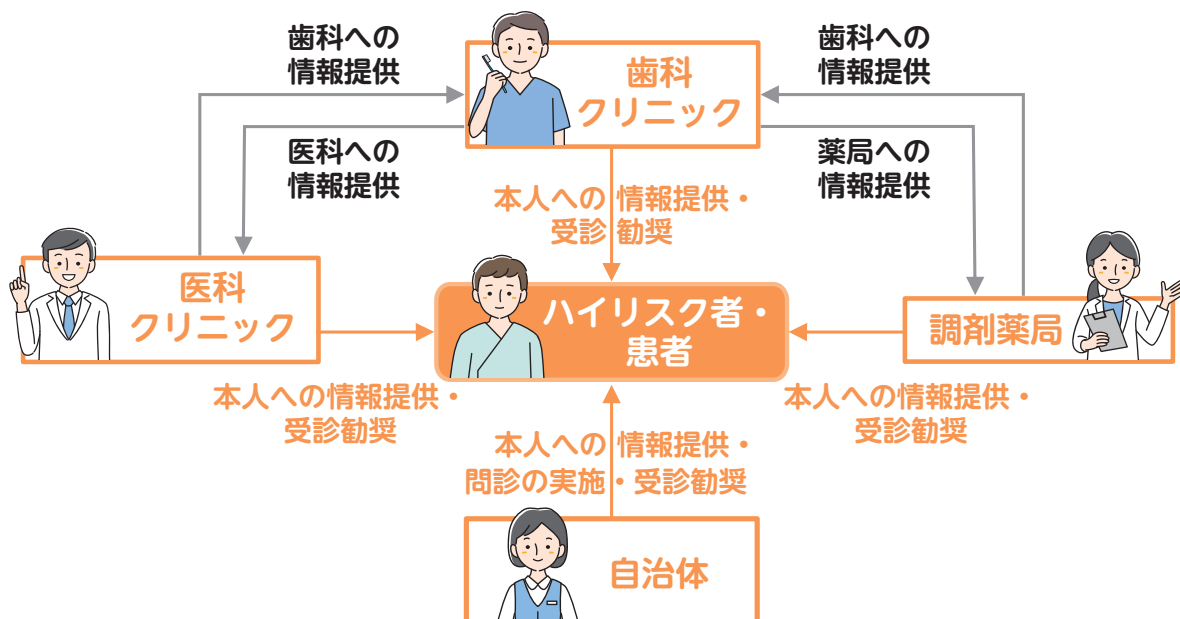 歯科への
情報提供
歯科
クリニック
歯科への
情報提供
医科への
情報提供
薬局への
情報提供
本人への情報提供・
受診勧奨
医科
クリニック
ハイリスク者・
患者
調剤薬局
本人への情報提供・
受診勧奨
本人への情報提供・
受診勧奨
本人への情報提供・
問診の実施・受診勧奨
自治体